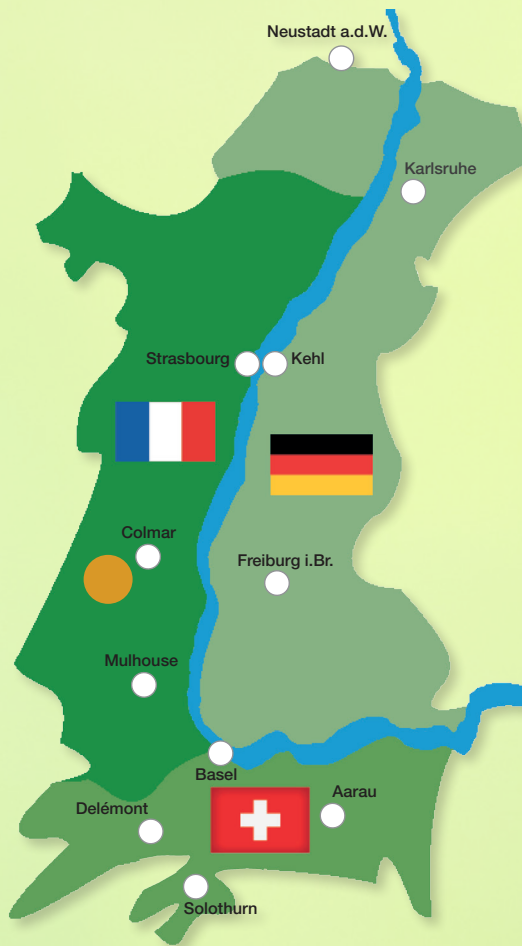 Neustadt a.d.W.
Karlsruhe
Strasbourg
Kehl
Colmar
Freiburg i.Br.
Mulhouse
Basel
Aarau
Delémont
Solothurn